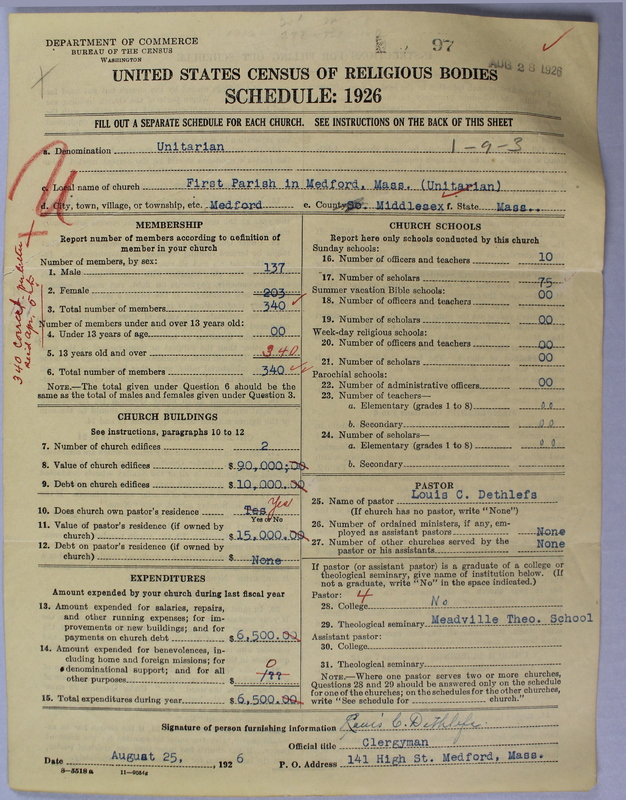 DEPARTMENT OF COMMERCE
BUREAU OF THE CENSUS
WASHINGTON
97
AUG 28 1926
UNITED STATES CENSUS OF RELIGIOUS BODIES
SCHEDULE: 1926
FILL OUT A SEPARATE SCHEDULE FOR EACH CHURCH. SEE INSTRUCTIONS ON THE BACK OF THIS SHEET
a. Denomination Unitarian 1-9-3
c. Local name of church First Parish in Medford, Mass. (Unitarian)
d. City, town, village, or township, etc. Medford e. County So. Middlesex f. State Mass..
MEMBERSHIP
Report number of members according to definition of
member in your church
Number of members, by sex:
1. Male 137
2. Female 203
3. Total number of members 340
Number of members under and over 13 years old:
4. Under 13 years of age 00
5. 13 years old and over 340
6. Total number of members 340
NOTE.—The total given under Question 6 should be the
same as the total of males and females given under Question 3.
340 correct
CHURCH BUILDINGS
See instructions, paragraphs 10 to 12
7. Number of church edifices 2
8. Value of church edifices $90,000.00
9. Debt on church edifices $10,000.00
10. Does church own pastor's residence Yes Yes
Yes or No
11. Value of pastor's residence (if owned by
church) $15,000.00
12. Debt on pastor's residence (if owned by
church) $ None
EXPENDITURES
Amount expended by your church during last fiscal year
13. Amount expended for salaries, repairs,
and other running expenses; for im-
provements or new buildings; and for
payments on church debt $6,500.00
14. Amount expended for benevolences, in-
cluding home and foreign missions; for
denominational support; and for all
other purposes $ 0 ???
15. Total expenditures during year $6,500.00
CHURCH SCHOOLS
Report here only schools conducted by this church
Sunday schools:
16. Number of officers and teachers 10
17. Number of scholars 75
Summer vacation Bible schools:
18. Number of officers and teachers 00
19. Number of scholars 00
Week-day religious schools:
20. Number of officers and teachers 00
21. Number of scholars 00
Parochial schools:
22. Number of administrative officers 00
23. Number of teachers—
a. Elementary (grades 1 to 8) 00
b. Secondary 00
24. Number of scholars—
a. Elementary (grades 1 to 8) 00
b. Secondary
PASTOR
25. Name of pastor Louis C. Dethlefs
(If church has no pastor, write "None")
26. Number of ordained ministers, if any, em-
ployed as assistant pastors None
27. Number of other churches served by the
pastor or his assistants None
If pastor (or assistant pastor) is a graduate of a college or
theological seminary, give name of institution below. (If
not a graduate, write "No" in the space indicated.)
Pastor: 4
28. College No
29. Theological seminary Meadville Theo. School
Assistant pastor:
30. College
31. Theological seminary
NOTE.—Where one pastor serves two or more churches,
Questions 28 and 29 should be answered only on the schedule
for one of the churches; on the schedules for the other churches,
write "See schedule for church."
Signature of person furnishing information Louis C. Dethlefs
Official title Clergyman
Date August 25, 1926 P. O. Address 141 High St. Medford, Mass.
8—5518a 11—9084g